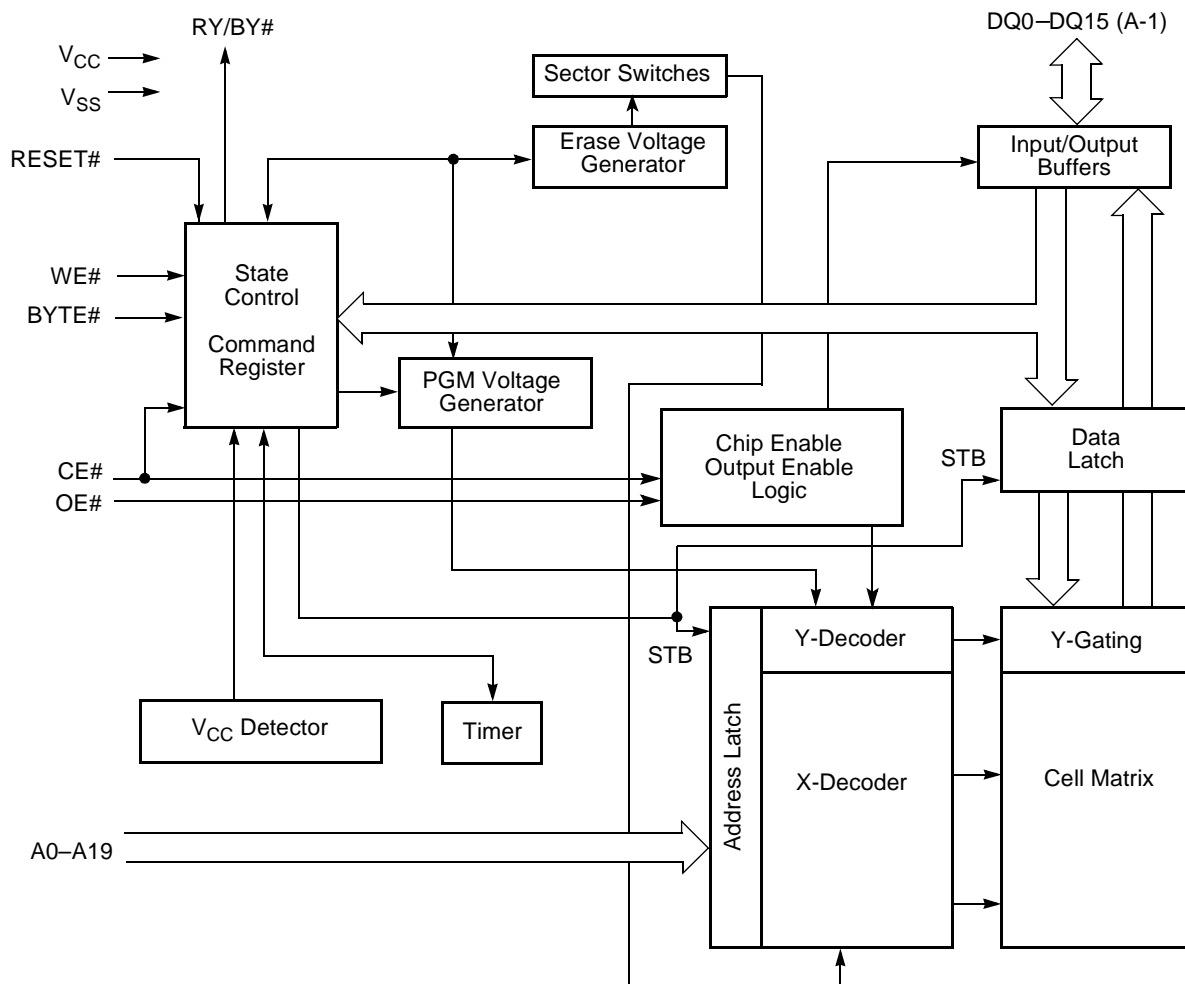 RY/BY#
DQ0–DQ15 (A-1)
VCC
VSS
Sector Switches
Erase Voltage
Generator
Input/Output
Buffers
RESET#
WE#
BYTE#
State
Control
Command
Register
PGM Voltage
Generator
Chip Enable
Output Enable
Logic
STB
Data
Latch
CE#
OE#
STB
Y-Decoder
Y-Gating
VCC Detector
Timer
Address Latch
X-Decoder
Cell Matrix
A0–A19